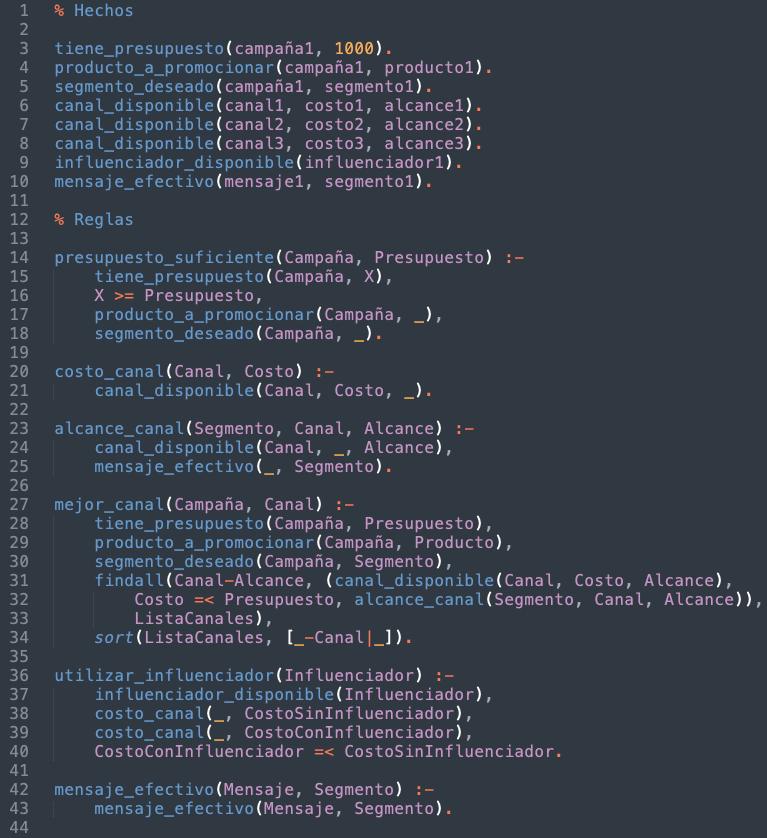 1 % Hechos
2
3 tiene_presupuesto(campaña1, 1000).
4 producto_a_promocionar(campaña1, producto1).
5 segmento_deseado(campaña1, segmento1).
6 canal_disponible(canal1, costo1, alcance1).
7 canal_disponible(canal2, costo2, alcance2).
8 canal_disponible(canal3, costo3, alcance3).
9 influenciador_disponible(influenciador1).
10 mensaje_efectivo(mensaje1, segmento1).
11
12 % Reglas
13
14 presupuesto_suficiente(Campaña, Presupuesto) :-
15     tiene_presupuesto(Campaña, X),
16     X >= Presupuesto,
17     producto_a_promocionar(Campaña, _),
18     segmento_deseado(Campaña, _).
19
20 costo_canal(Canal, Costo) :-
21     canal_disponible(Canal, Costo, _).
22
23 alcance_canal(Segmento, Canal, Alcance) :-
24     canal_disponible(Canal, _, Alcance),
25     mensaje_efectivo(_, Segmento).
26
27 mejor_canal(Campaña, Canal) :-
28     tiene_presupuesto(Campaña, Presupuesto),
29     producto_a_promocionar(Campaña, Producto),
30     segmento_deseado(Campaña, Segmento),
31     findall(Canal-Alcance, (canal_disponible(Canal, Costo, Alcance),
32         Costo =< Presupuesto, alcance_canal(Segmento, Canal, Alcance)),
33         ListaCanales),
34     sort(ListaCanales, [_-Canal|_]).
35
36 utilizar_influenciador(Influenciador) :-
37     influenciador_disponible(Influenciador),
38     costo_canal(_, CostoSinInfluenciador),
39     costo_canal(_, CostoConInfluenciador),
40     CostoConInfluenciador =< CostoSinInfluenciador.
41
42 mensaje_efectivo(Mensaje, Segmento) :-
43     mensaje_efectivo(Mensaje, Segmento).
44